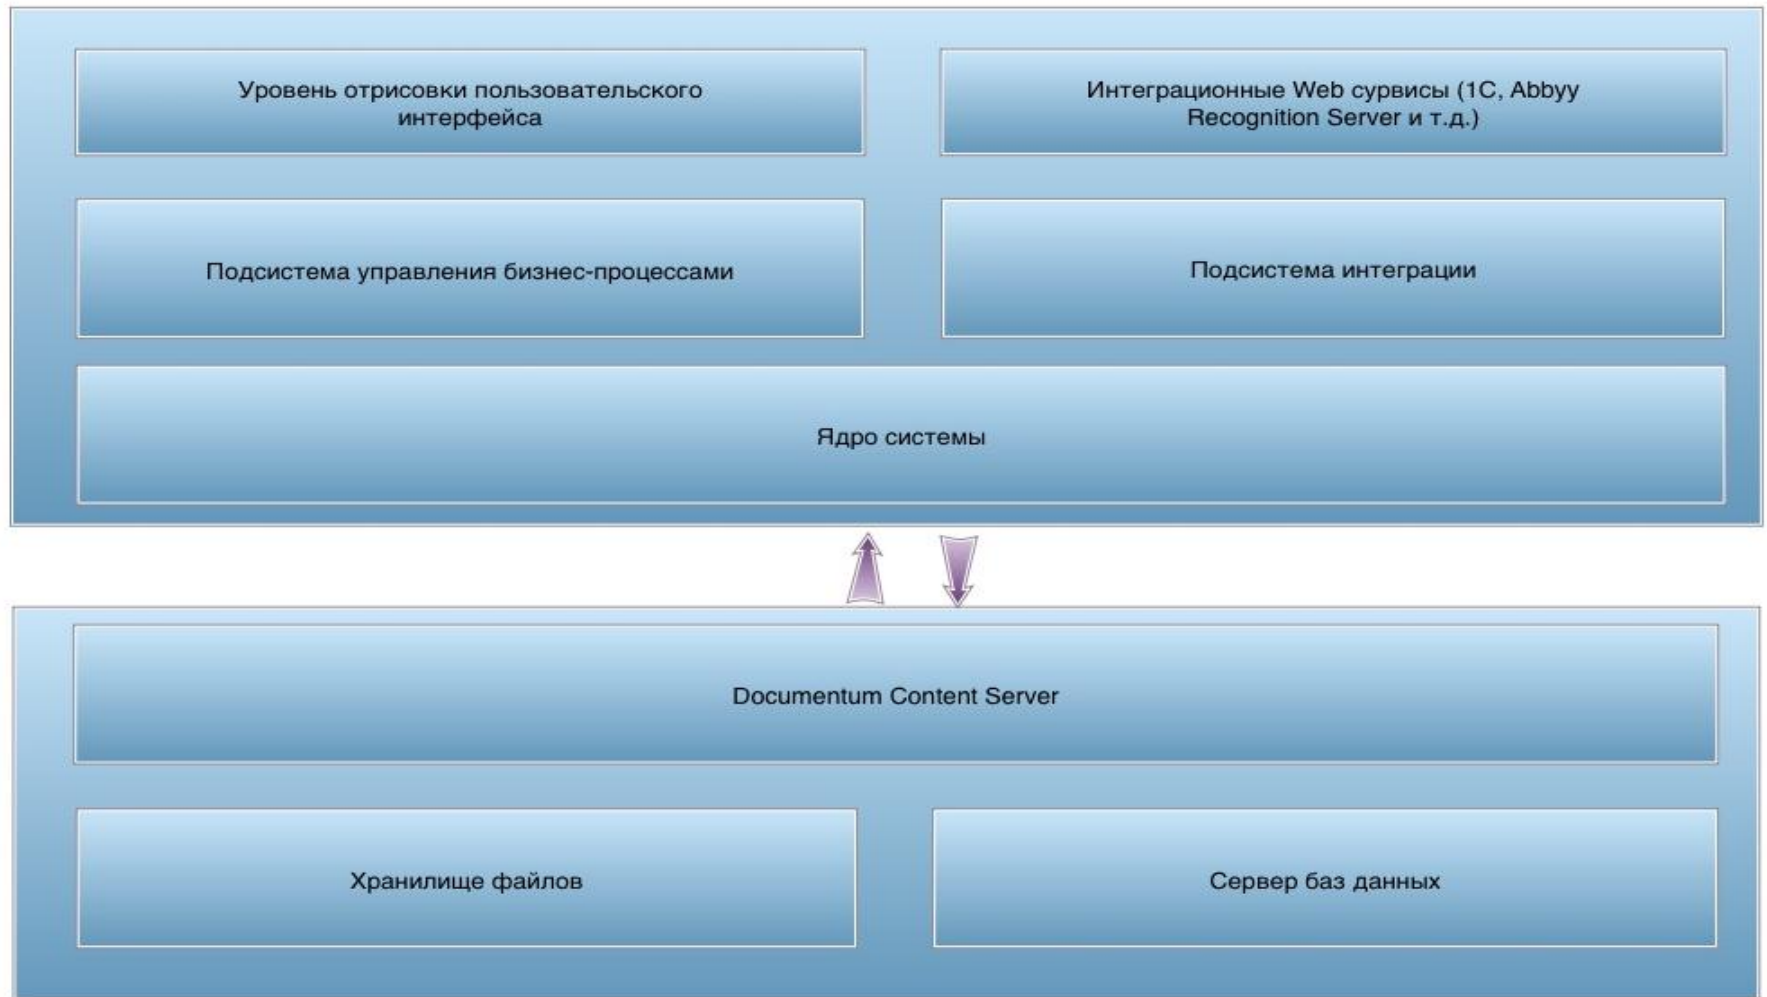 Уровень отрисовки пользовательского
интерфейса
Интеграционные Web сурвисы (1С, Abbyy
Recognition Server и т.д.)
Подсистема управления бизнес-процессами
Подсистема интеграции
Ядро системы
Documentum Content Server
Хранилище файлов
Сервер баз данных